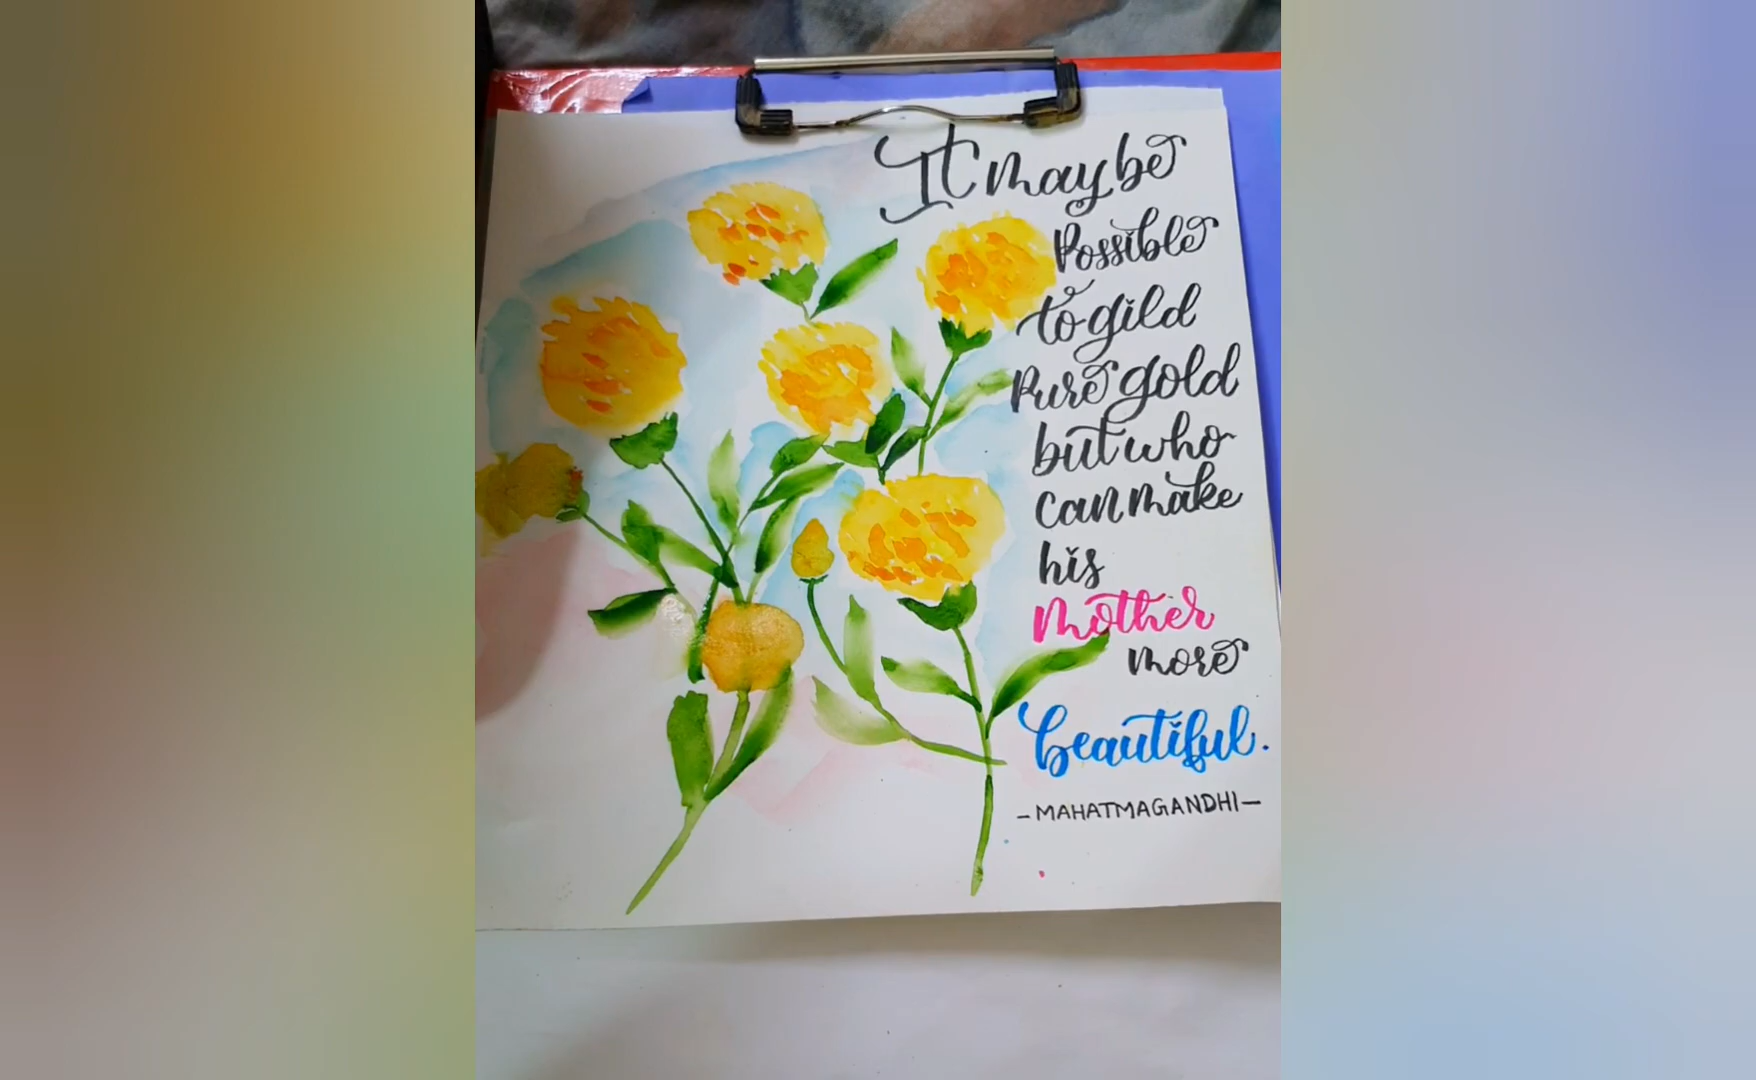 It may be
Possible
to gild
Pure gold
but who
can make
his
Mother
more
beautiful.
-MAHATMAGANDHI-